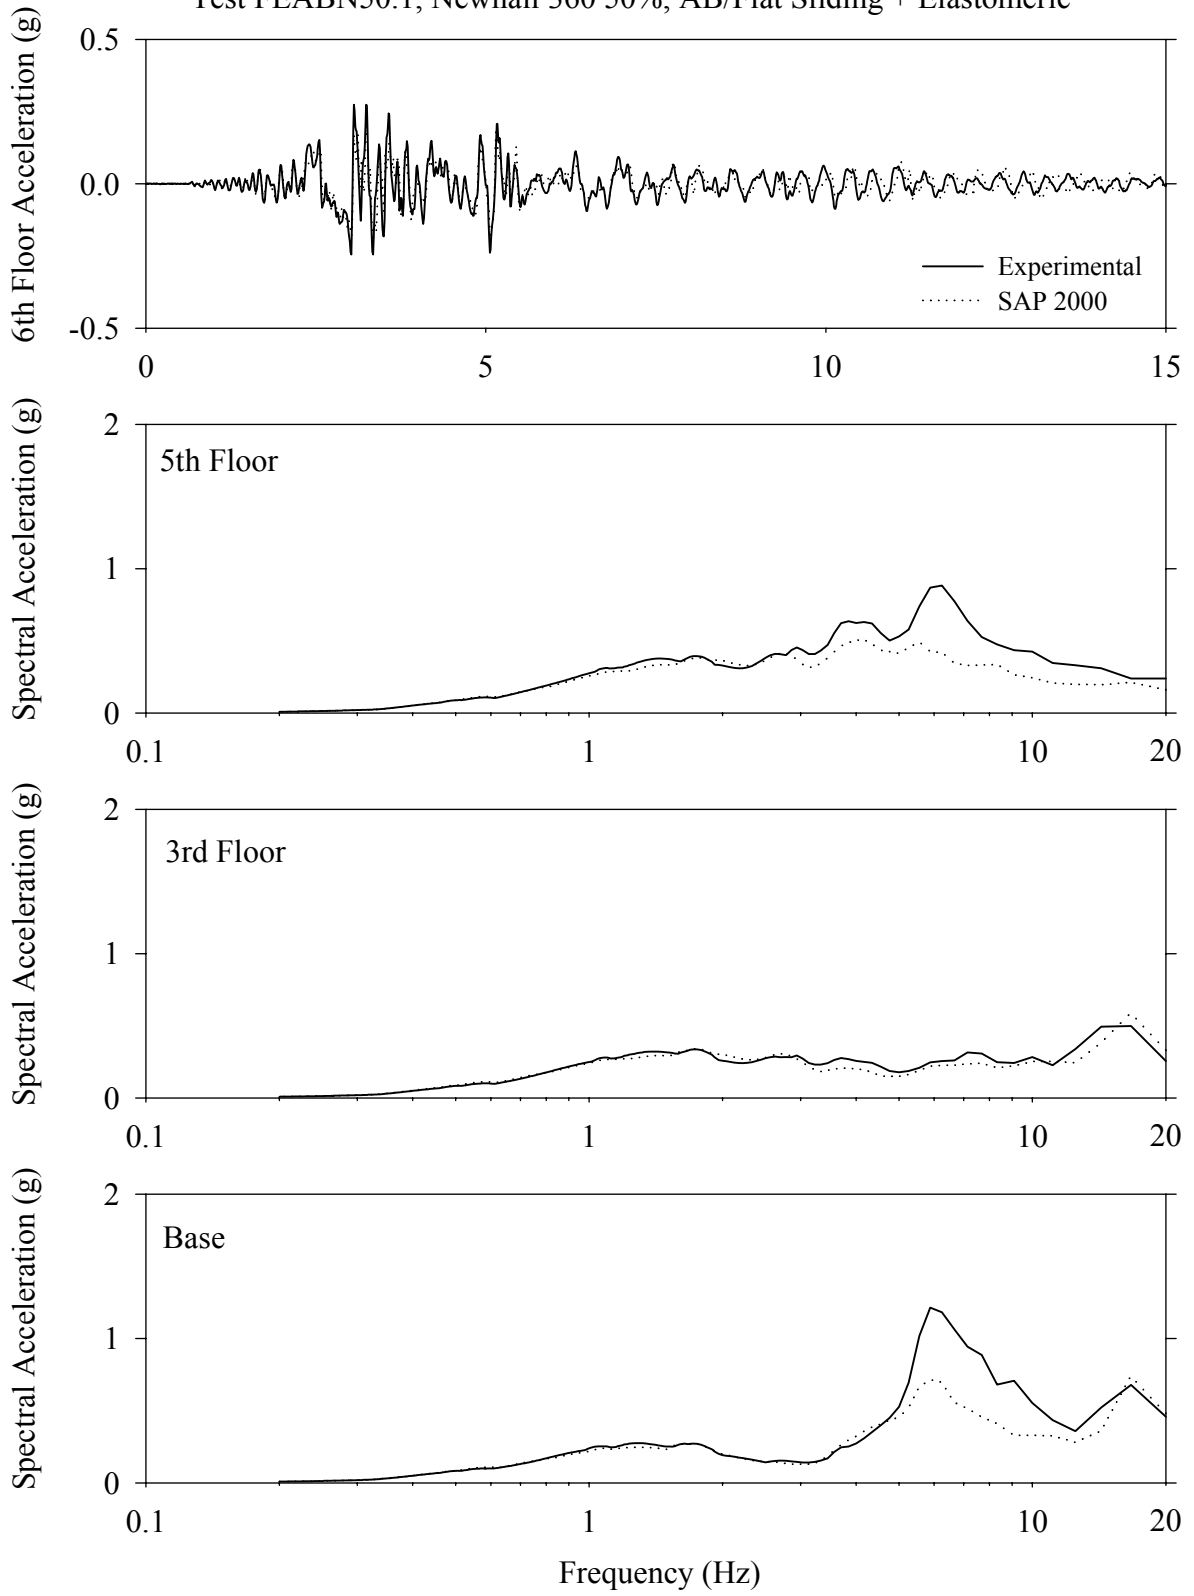 Test FEABN50.1, Newhall 360 50%, AB/Flat Sliding + Elastomeric
6th Floor Acceleration (g)
0.5
0.0
-0.5
Experimental
SAP 2000
0
5
10
15
Spectral Acceleration (g)
2
1
0
5th Floor
0.1
1
10
20
Spectral Acceleration (g)
2
1
0
3rd Floor
0.1
1
10
20
Spectral Acceleration (g)
2
1
0
Base
0.1
1
10
20
Frequency (Hz)